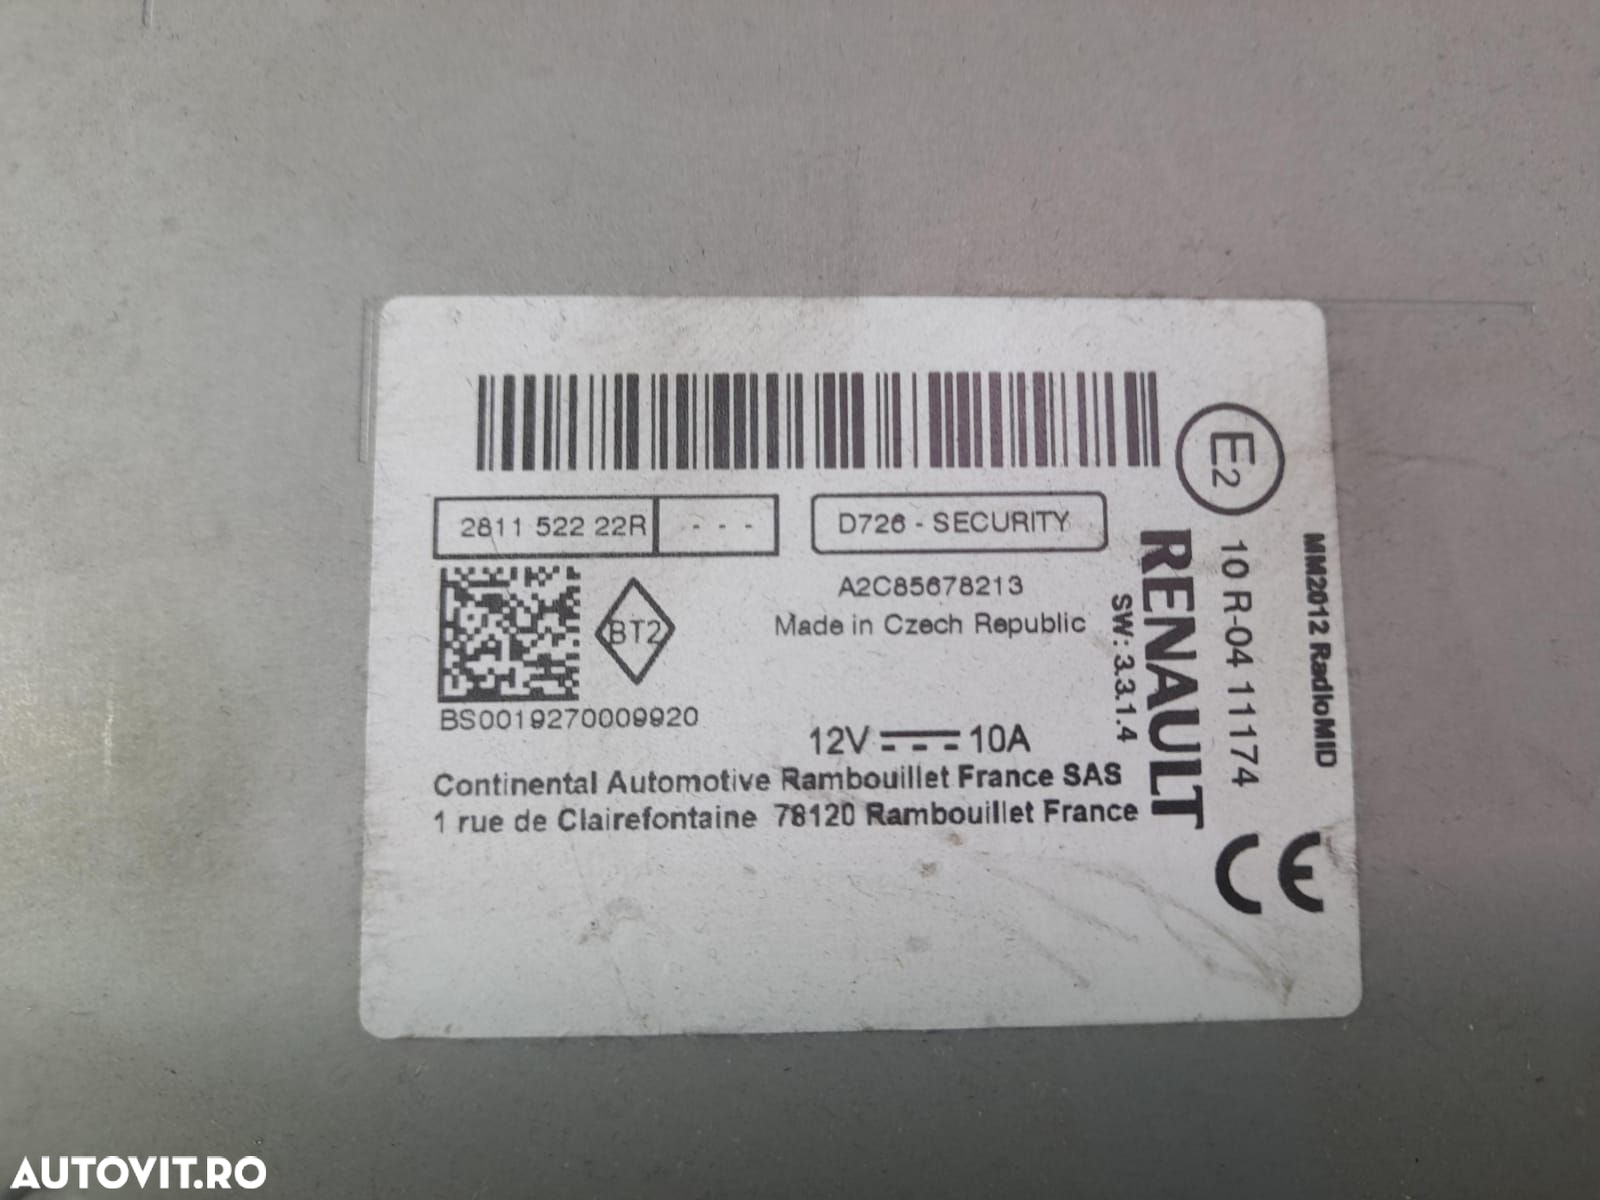 2811 522 22R - - -
D726 - SECURITY
BT2
A2C85678213
Made in Czech Republic
BS0019270009920
12V 10A
Continental Automotive Rambouillet France SAS
1 rue de Clairefontaine 78120 Rambouillet France
SW: 3.3.1.4
RENAULT
E2
10 R-04 11174
CE
MM2012 RadioMID
AUTOVIT.RO